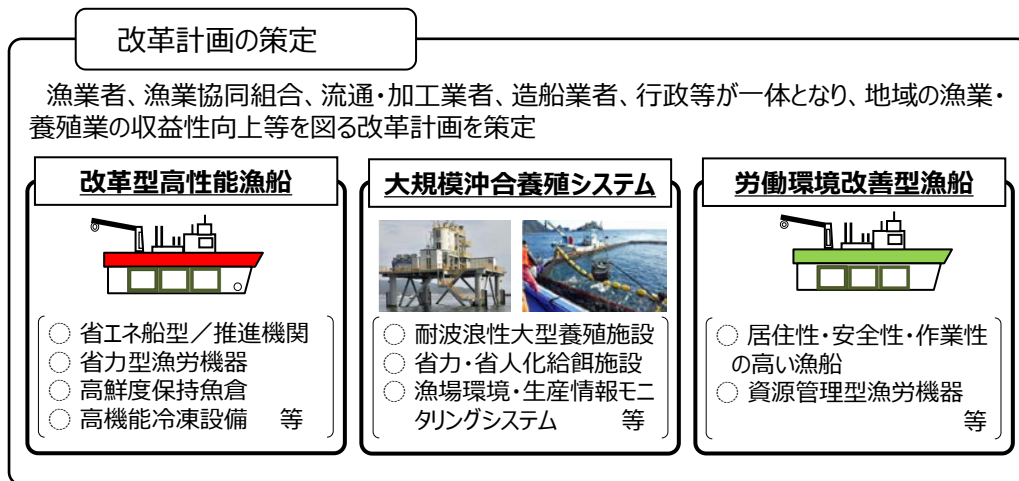 改革計画の策定
漁業者、漁業協同組合、流通・加工業者、造船業者、行政等が一体となり、地域の漁業・
養殖業の収益性向上等を図る改革計画を策定
改革型高性能漁船
◌ 省エネ船型／推進機関
◌ 省力型漁労機器
◌ 高鮮度保持魚倉
◌ 高機能冷凍設備　等
大規模沖合養殖システム
◌ 耐波浪性大型養殖施設
◌ 省力・省人化給餌施設
◌ 漁場環境・生産情報モニ
タリングシステム　　等
労働環境改善型漁船
◌ 居住性・安全性・作業性
の高い漁船
◌ 資源管理型漁労機器
等